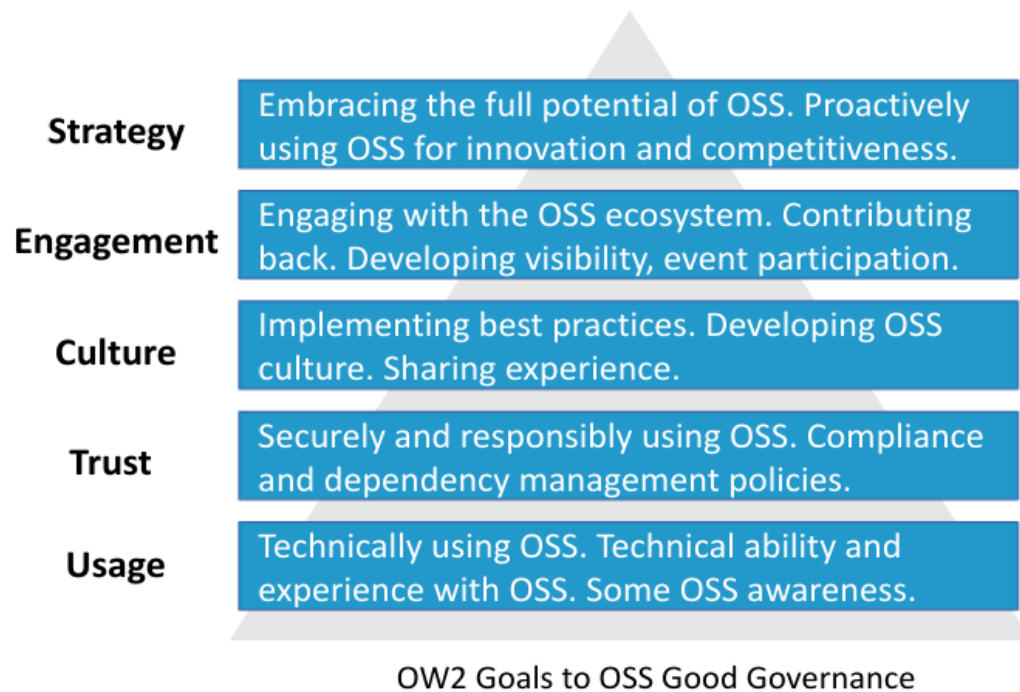 Strategy
Embracing the full potential of OSS. Proactively
using OSS for innovation and competitiveness.
Engagement
Engaging with the OSS ecosystem. Contributing
back. Developing visibility, event participation.
Culture
Implementing best practices. Developing OSS
culture. Sharing experience.
Trust
Securely and responsibly using OSS. Compliance
and dependency management policies.
Usage
Technically using OSS. Technical ability and
experience with OSS. Some OSS awareness.
OW2 Goals to OSS Good Governance